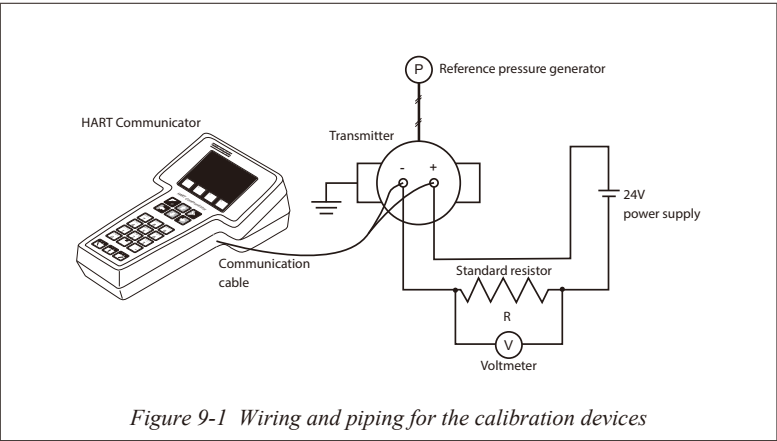 P
Reference pressure generator
HART Communicator
Transmitter
- +
24V
power supply
Communication
cable
Standard resistor
R
V
Voltmeter
Figure 9-1 Wiring and piping for the calibration devices